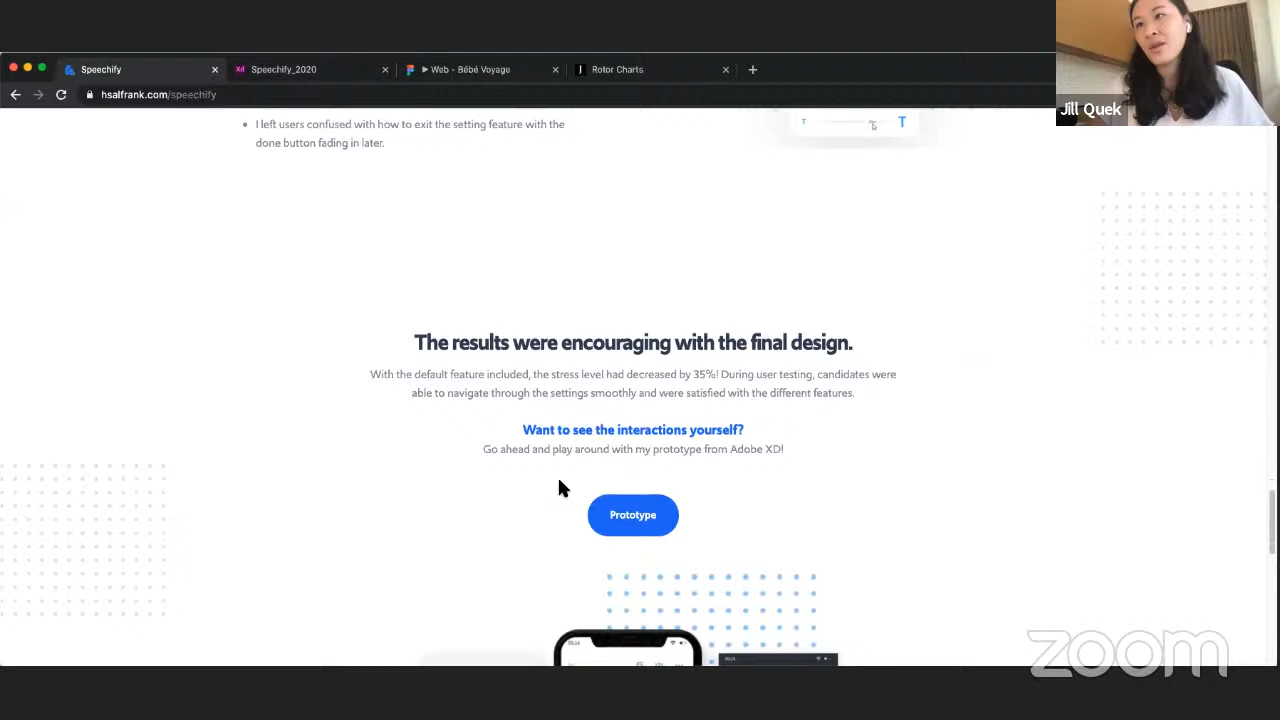 Speechify
Xd Speechify_2020
Web - Bébé Voyage
J Rotor Charts
hsalfrank.com/speechify
Jill Quek
I left users confused with how to exit the setting feature with the
done button fading in later.
T T
The results were encouraging with the final design.
With the default feature included, the stress level had decreased by 35%! During user testing, candidates were
able to navigate through the settings smoothly and were satisfied with the different features.
Want to see the interactions yourself?
Go ahead and play around with my prototype from Adobe XD!
Prototype
zoom